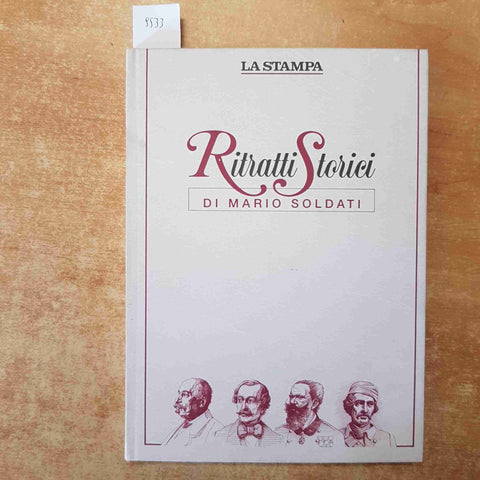 9533
LA STAMPA
Ritratti Storici
DI MARIO SOLDATI